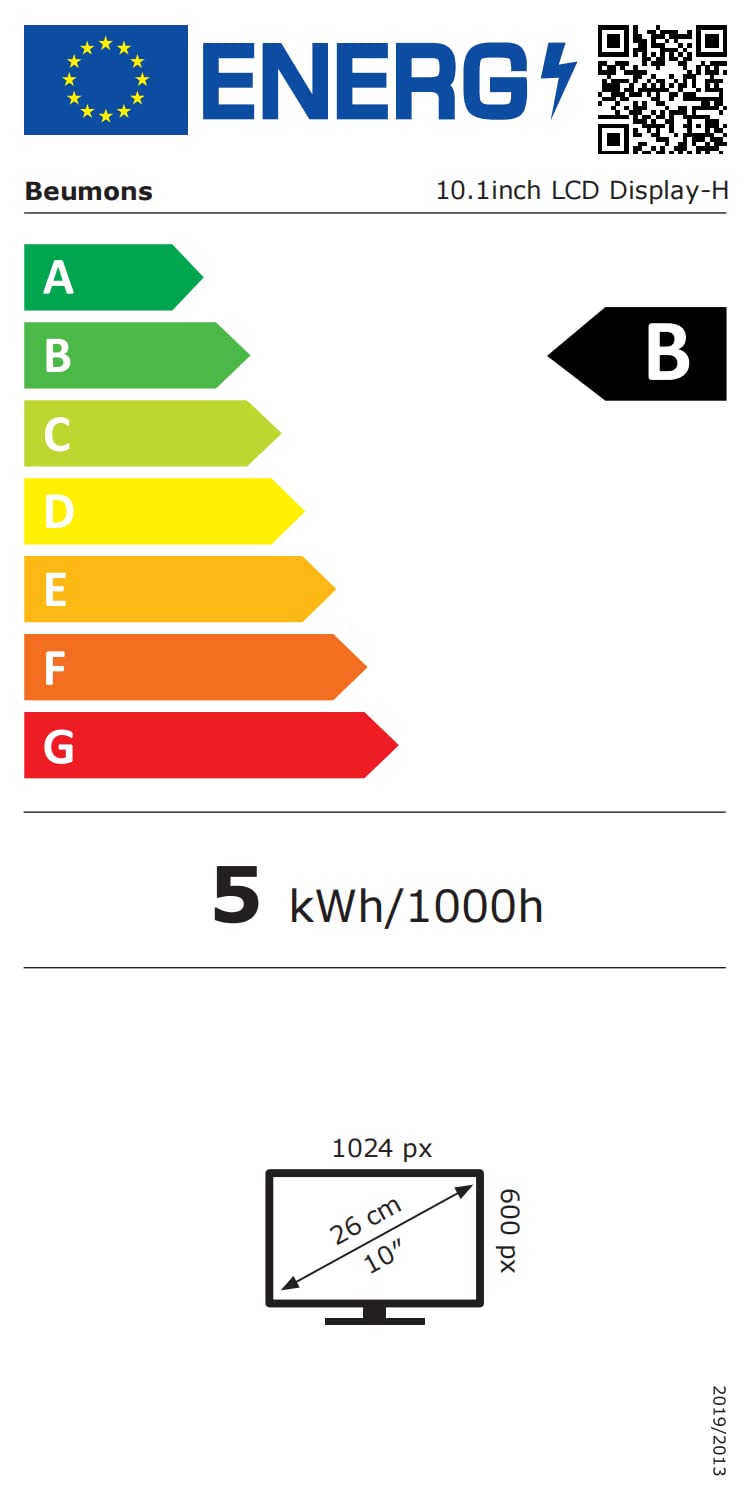 ENERG
Beumons
10.1inch LCD Display-H
A
B
B
C
D
E
F
G
5 kWh/1000h
1024 px
600 px
26 cm
10″
2019/2013